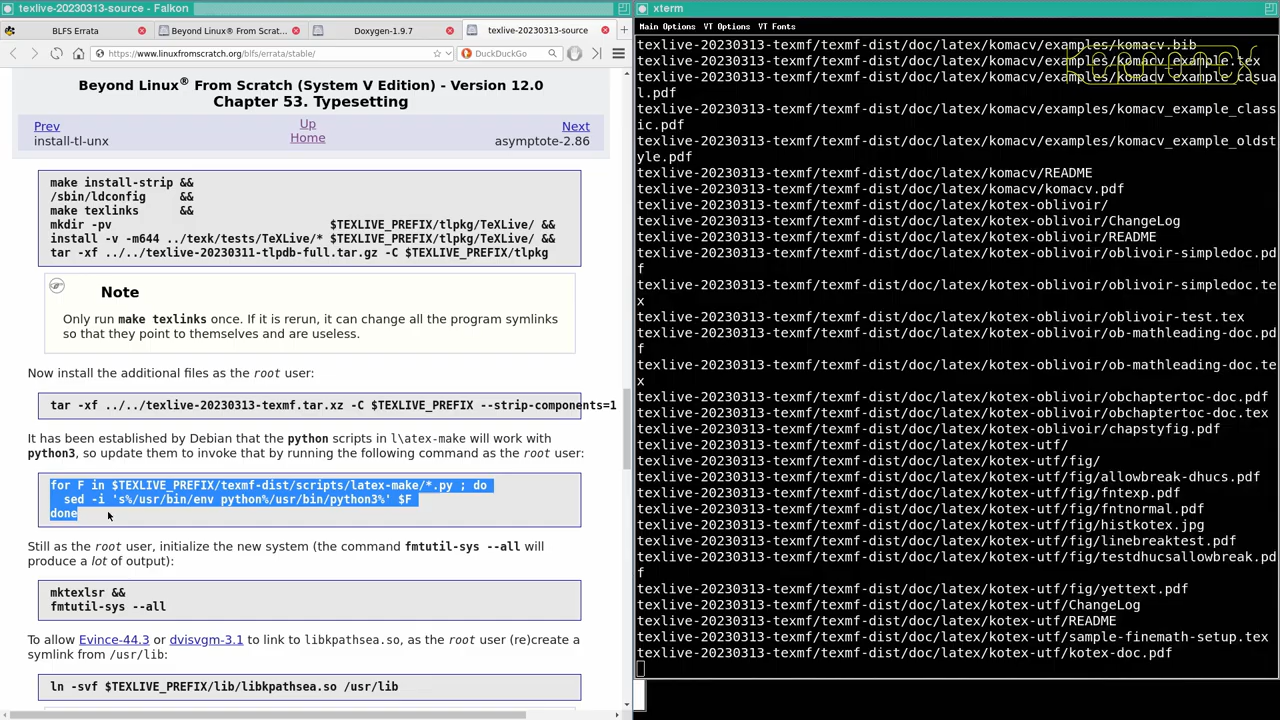 texlive-20230313-source - Falkon
BLFS Errata
Beyond Linux® From Scrat...
Doxygen-1.9.7
texlive-20230313-source
https://www.linuxfromscratch.org/blfs/errata/stable/
DuckDuckGo
Beyond Linux® From Scratch (System V Edition) - Version 12.0
Chapter 53. Typesetting
Prev
Up
Next
install-tl-unx
Home
asymptote-2.86
make install-strip &&
/sbin/ldconfig &&
make texlinks &&
mkdir -pv $TEXLIVE_PREFIX/tlpkg/TeXLive/ &&
install -v -m644 ../texk/tests/TeXLive/* $TEXLIVE_PREFIX/tlpkg/TeXLive/ &&
tar -xf ../../texlive-20230311-tlpdb-full.tar.gz -C $TEXLIVE_PREFIX/tlpkg
Note
Only run make texlinks once. If it is rerun, it can change all the program symlinks
so that they point to themselves and are useless.
Now install the additional files as the root user:
tar -xf ../../texlive-20230313-texmf.tar.xz -C $TEXLIVE_PREFIX --strip-components=1
It has been established by Debian that the python scripts in l\atex-make will work with
python3, so update them to invoke that by running the following command as the root user:
for F in $TEXLIVE_PREFIX/texmf-dist/scripts/latex-make/*.py ; do
sed -i 's%/usr/bin/env python%/usr/bin/python3%' $F
done
Still as the root user, initialize the new system (the command fmtutil-sys --all will
produce a lot of output):
mktexlsr &&
fmtutil-sys --all
To allow Evince-44.3 or dvisvgm-3.1 to link to libkpathsea.so, as the root user (re)create a
symlink from /usr/lib:
ln -svf $TEXLIVE_PREFIX/lib/libkpathsea.so /usr/lib
xterm
Main Options VT Options VT Fonts
texlive-20230313-texmf/texmf-dist/doc/latex/komacv/examples/komacv.bib
texlive-20230313-texmf/texmf-dist/doc/latex/komacv/examples/komacv_example.tex
texlive-20230313-texmf/texmf-dist/doc/latex/komacv/examples/komacv_example_casua
l.pdf
texlive-20230313-texmf/texmf-dist/doc/latex/komacv/examples/komacv_example_class
ic.pdf
texlive-20230313-texmf/texmf-dist/doc/latex/komacv/examples/komacv_example_oldst
yle.pdf
texlive-20230313-texmf/texmf-dist/doc/latex/komacv/README
texlive-20230313-texmf/texmf-dist/doc/latex/komacv/komacv.pdf
texlive-20230313-texmf/texmf-dist/doc/latex/kotex-oblivoir/
texlive-20230313-texmf/texmf-dist/doc/latex/kotex-oblivoir/ChangeLog
texlive-20230313-texmf/texmf-dist/doc/latex/kotex-oblivoir/README
texlive-20230313-texmf/texmf-dist/doc/latex/kotex-oblivoir/oblivoir-simpledoc.pd
f
texlive-20230313-texmf/texmf-dist/doc/latex/kotex-oblivoir/oblivoir-simpledoc.te
x
texlive-20230313-texmf/texmf-dist/doc/latex/kotex-oblivoir/oblivoir-test.tex
texlive-20230313-texmf/texmf-dist/doc/latex/kotex-oblivoir/ob-mathleading-doc.pd
f
texlive-20230313-texmf/texmf-dist/doc/latex/kotex-oblivoir/ob-mathleading-doc.te
x
texlive-20230313-texmf/texmf-dist/doc/latex/kotex-oblivoir/obchaptertoc-doc.pdf
texlive-20230313-texmf/texmf-dist/doc/latex/kotex-oblivoir/obchaptertoc-doc.tex
texlive-20230313-texmf/texmf-dist/doc/latex/kotex-oblivoir/chapstyfig.pdf
texlive-20230313-texmf/texmf-dist/doc/latex/kotex-utf/
texlive-20230313-texmf/texmf-dist/doc/latex/kotex-utf/fig/
texlive-20230313-texmf/texmf-dist/doc/latex/kotex-utf/fig/allowbreak-dhucs.pdf
texlive-20230313-texmf/texmf-dist/doc/latex/kotex-utf/fig/fntexp.pdf
texlive-20230313-texmf/texmf-dist/doc/latex/kotex-utf/fig/fntnormal.pdf
texlive-20230313-texmf/texmf-dist/doc/latex/kotex-utf/fig/histkotex.jpg
texlive-20230313-texmf/texmf-dist/doc/latex/kotex-utf/fig/linebreaktest.pdf
texlive-20230313-texmf/texmf-dist/doc/latex/kotex-utf/fig/testdhucsallowbreak.pd
f
texlive-20230313-texmf/texmf-dist/doc/latex/kotex-utf/fig/yettext.pdf
texlive-20230313-texmf/texmf-dist/doc/latex/kotex-utf/ChangeLog
texlive-20230313-texmf/texmf-dist/doc/latex/kotex-utf/README
texlive-20230313-texmf/texmf-dist/doc/latex/kotex-utf/sample-finemath-setup.tex
texlive-20230313-texmf/texmf-dist/doc/latex/kotex-utf/kotex-doc.pdf